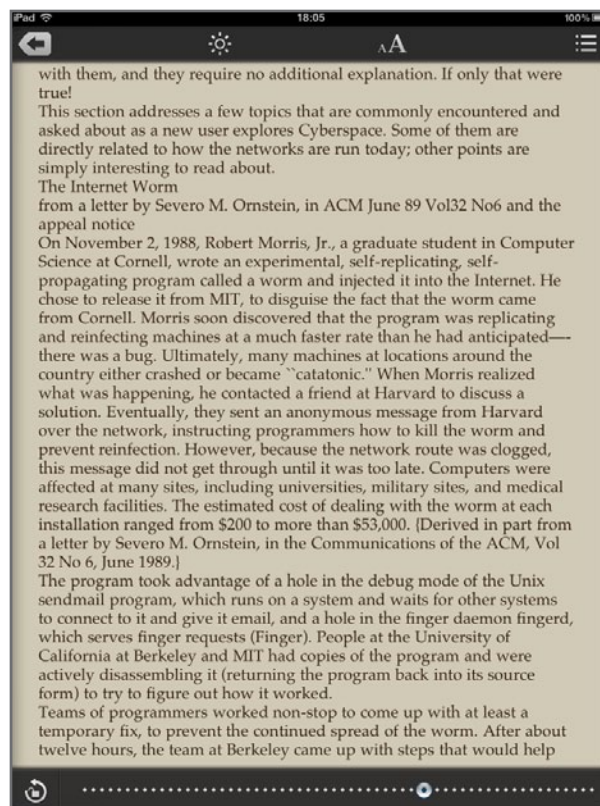 iPad 18:05 100%
AA
with them, and they require no additional explanation. If only that were
true!
This section addresses a few topics that are commonly encountered and
asked about as a new user explores Cyberspace. Some of them are
directly related to how the networks are run today; other points are
simply interesting to read about.
The Internet Worm
from a letter by Severo M. Ornstein, in ACM June 89 Vol32 No6 and the
appeal notice
On November 2, 1988, Robert Morris, Jr., a graduate student in Computer
Science at Cornell, wrote an experimental, self-replicating, self-
propagating program called a worm and injected it into the Internet. He
chose to release it from MIT, to disguise the fact that the worm came
from Cornell. Morris soon discovered that the program was replicating
and reinfecting machines at a much faster rate than he had anticipated—-
there was a bug. Ultimately, many machines at locations around the
country either crashed or became ``catatonic.'' When Morris realized
what was happening, he contacted a friend at Harvard to discuss a
solution. Eventually, they sent an anonymous message from Harvard
over the network, instructing programmers how to kill the worm and
prevent reinfection. However, because the network route was clogged,
this message did not get through until it was too late. Computers were
affected at many sites, including universities, military sites, and medical
research facilities. The estimated cost of dealing with the worm at each
installation ranged from $200 to more than $53,000. {Derived in part from
a letter by Severo M. Ornstein, in the Communications of the ACM, Vol
32 No 6, June 1989.}
The program took advantage of a hole in the debug mode of the Unix
sendmail program, which runs on a system and waits for other systems
to connect to it and give it email, and a hole in the finger daemon fingerd,
which serves finger requests (Finger). People at the University of
California at Berkeley and MIT had copies of the program and were
actively disassembling it (returning the program back into its source
form) to try to figure out how it worked.
Teams of programmers worked non-stop to come up with at least a
temporary fix, to prevent the continued spread of the worm. After about
twelve hours, the team at Berkeley came up with steps that would help